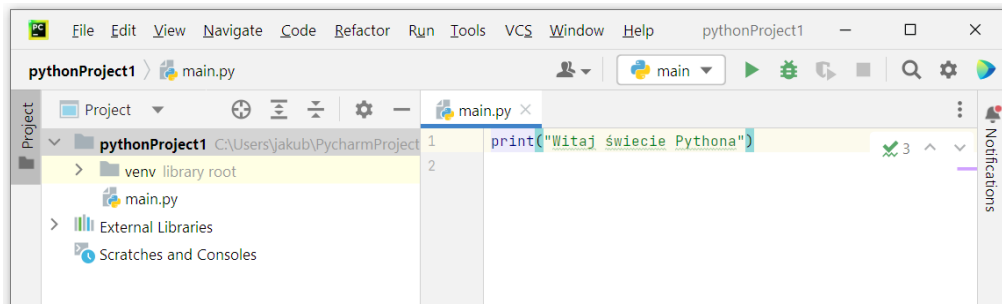 PC File Edit View Navigate Code Refactor Run Tools VCS Window Help pythonProject1
pythonProject1 main.py main
Project Project main.py
pythonProject1 C:\Users\jakub\PycharmProject 1 print("Witaj świecie Pythona") 3
venv library root 2
main.py
External Libraries
Scratches and Consoles
Notifications